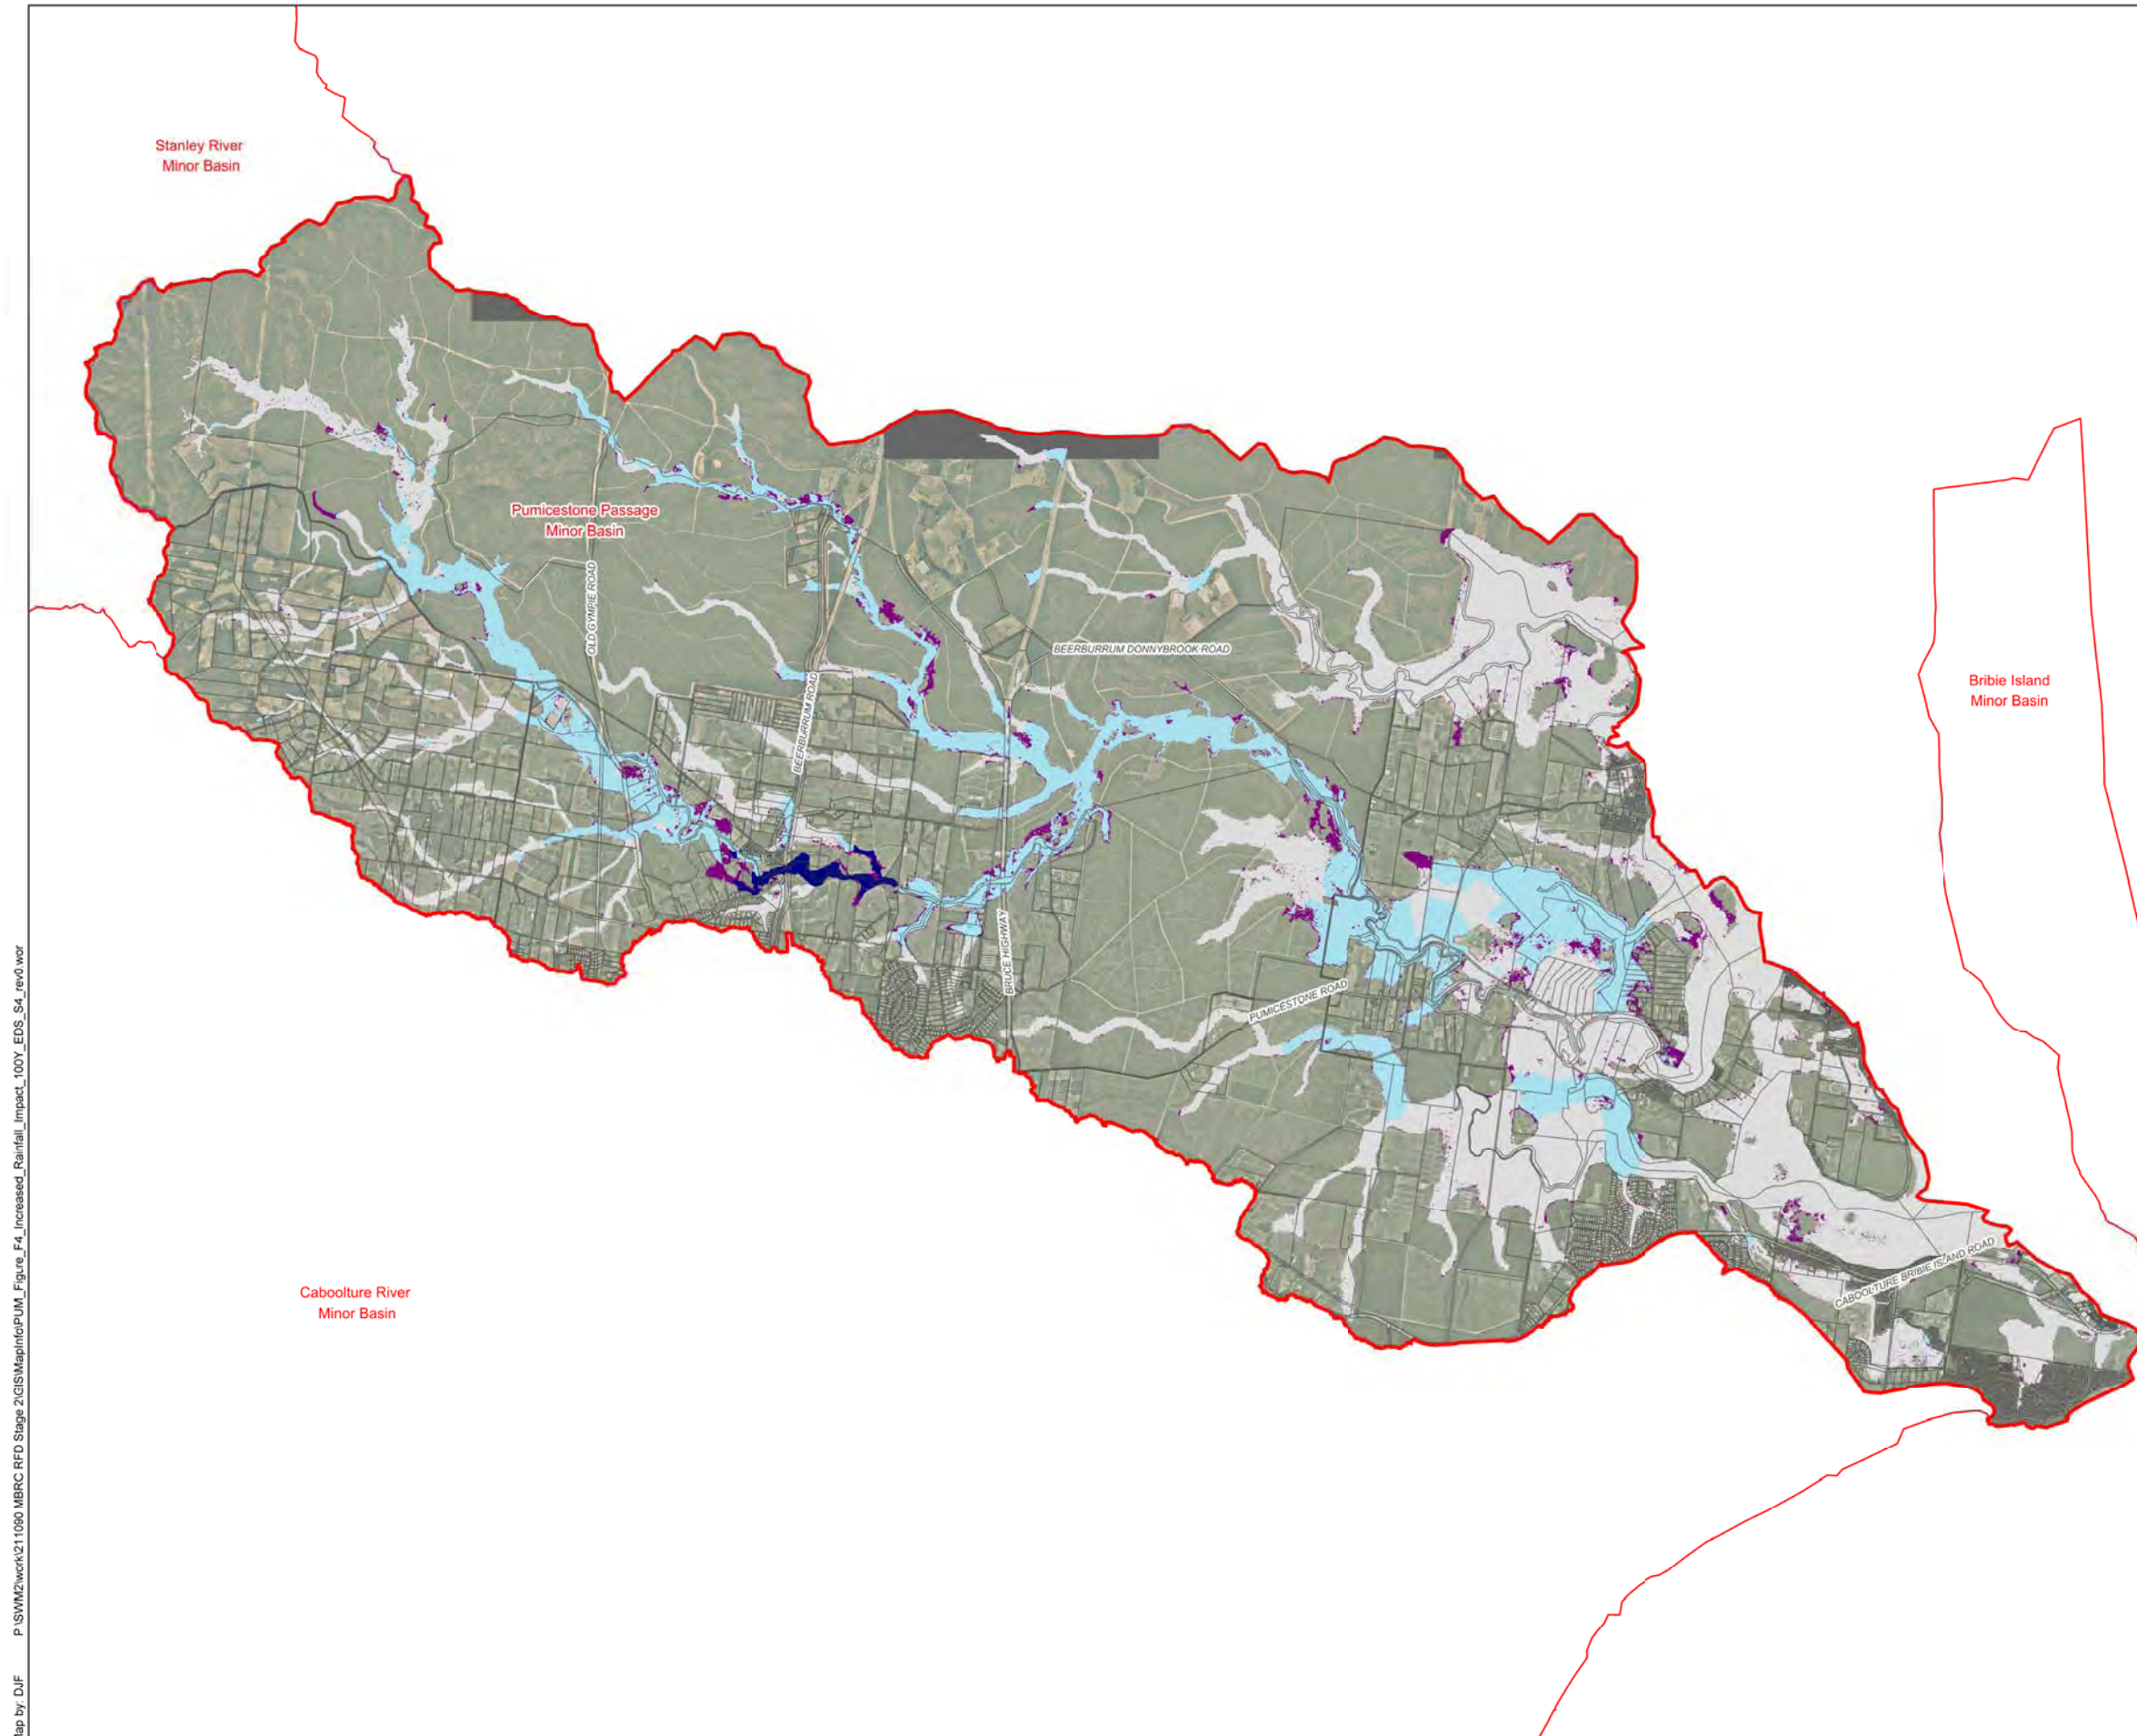 Stanley River
Minor Basin
Pumicestone Passage
Minor Basin
OLD GYMPIE ROAD
BEERBURRUM DONNYBROOK ROAD
BEERBURRUM ROAD
Bribie Island
Minor Basin
BRUCE HIGHWAY
PUMICESTONE ROAD
CABOOLTURE BRIBIE ISLAND ROAD
Caboolture River
Minor Basin
Map by: DJF P:\SWM2\work\211090 MBRC RFD Stage 2\GIS\MapInfo\PUM_Figure_F4_Increased_Rainfall_Impact_100Y_EDS_S4_rev0.wor